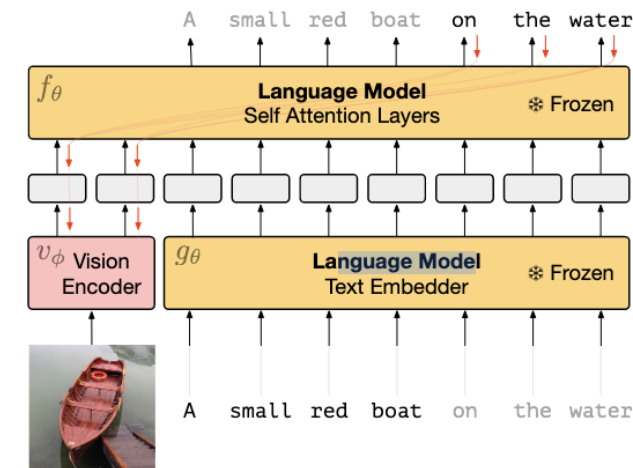 A small red boat on the water
fθ
Language Model
Self Attention Layers
❄ Frozen
vϕ Vision
Encoder
gθ
Language Model
Text Embedder
❄ Frozen
A small red boat on the water